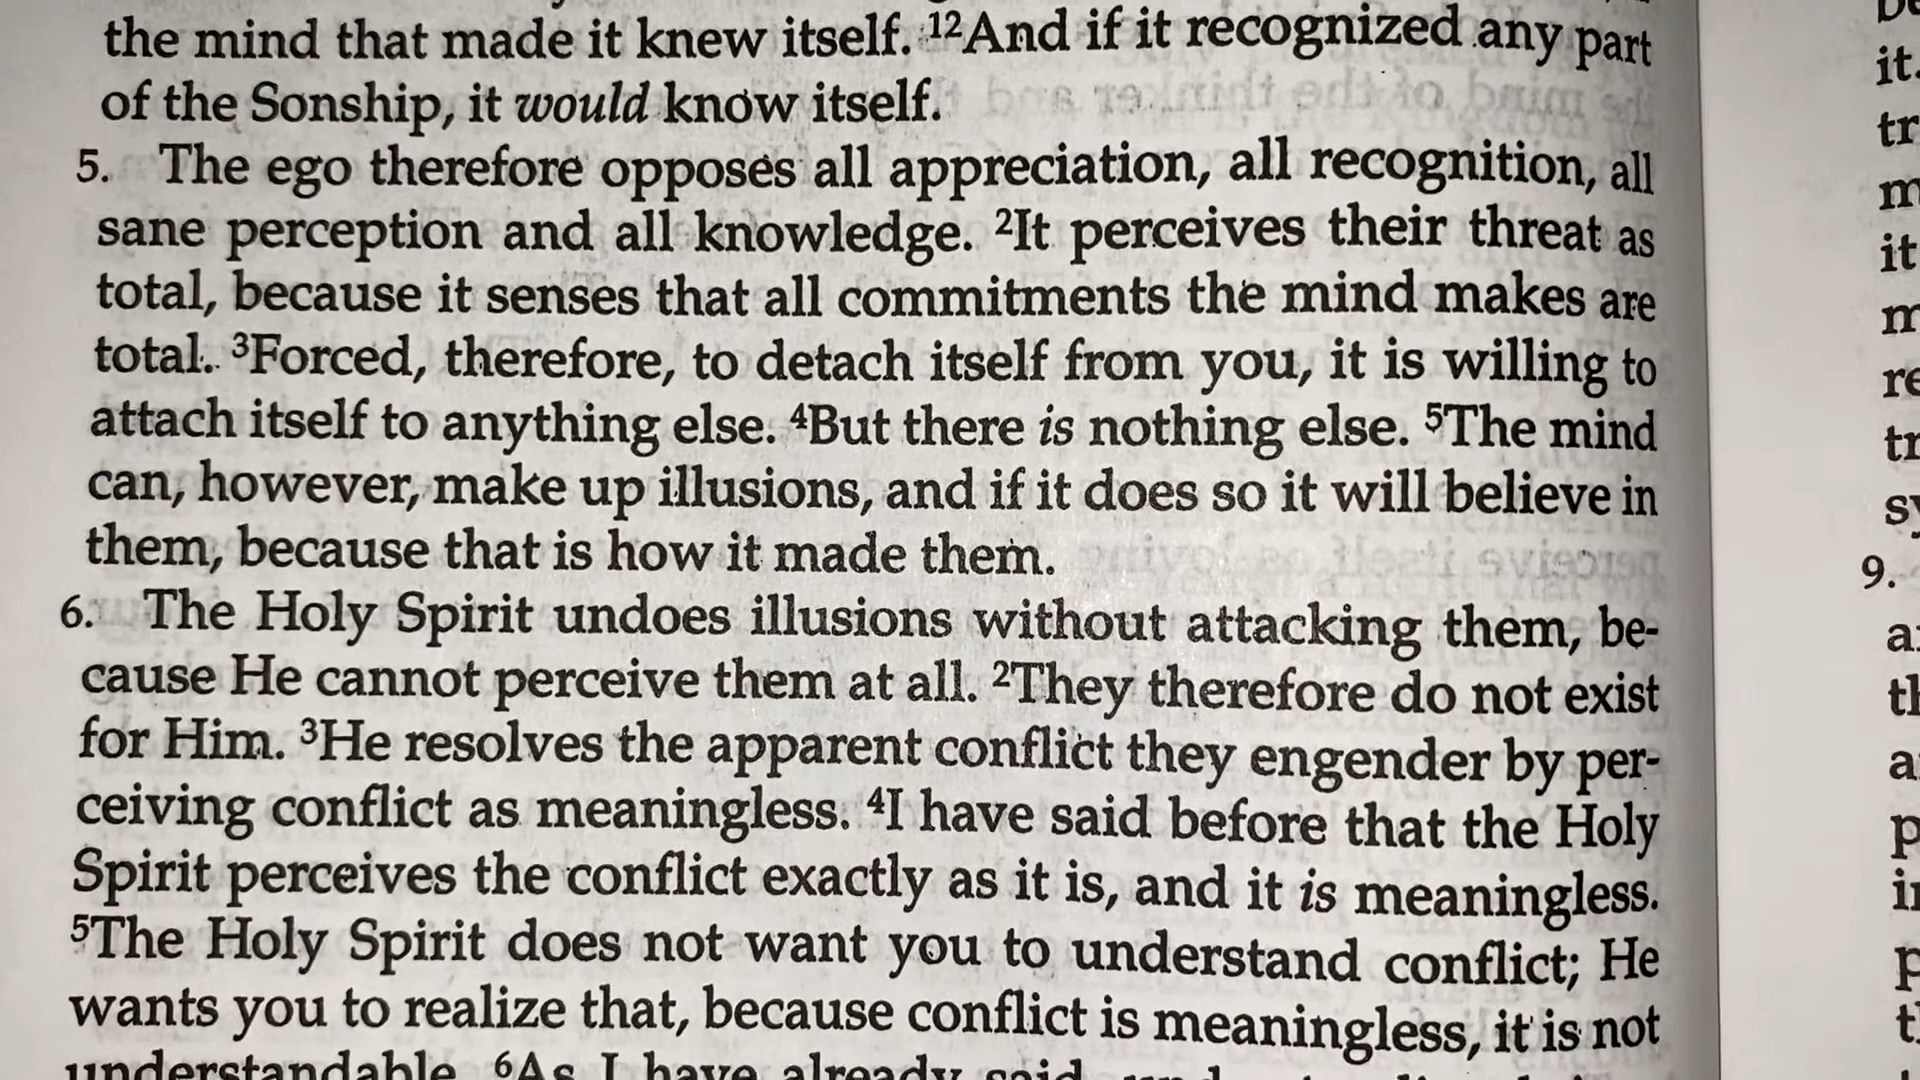 the mind that made it knew itself. ¹²And if it recognized any part
of the Sonship, it would know itself.
5. The ego therefore opposes all appreciation, all recognition, all
sane perception and all knowledge. ²It perceives their threat as
total, because it senses that all commitments the mind makes are
total. ³Forced, therefore, to detach itself from you, it is willing to
attach itself to anything else. ⁴But there is nothing else. ⁵The mind
can, however, make up illusions, and if it does so it will believe in
them, because that is how it made them.
6. The Holy Spirit undoes illusions without attacking them, be-
cause He cannot perceive them at all. ²They therefore do not exist
for Him. ³He resolves the apparent conflict they engender by per-
ceiving conflict as meaningless. ⁴I have said before that the Holy
Spirit perceives the conflict exactly as it is, and it is meaningless.
⁵The Holy Spirit does not want you to understand conflict; He
wants you to realize that, because conflict is meaningless, it is not
understandable. ⁶As I have already said,
it.
tr
m
it
m
re
tr
sy
9.
a
th
a
p
in
p
t